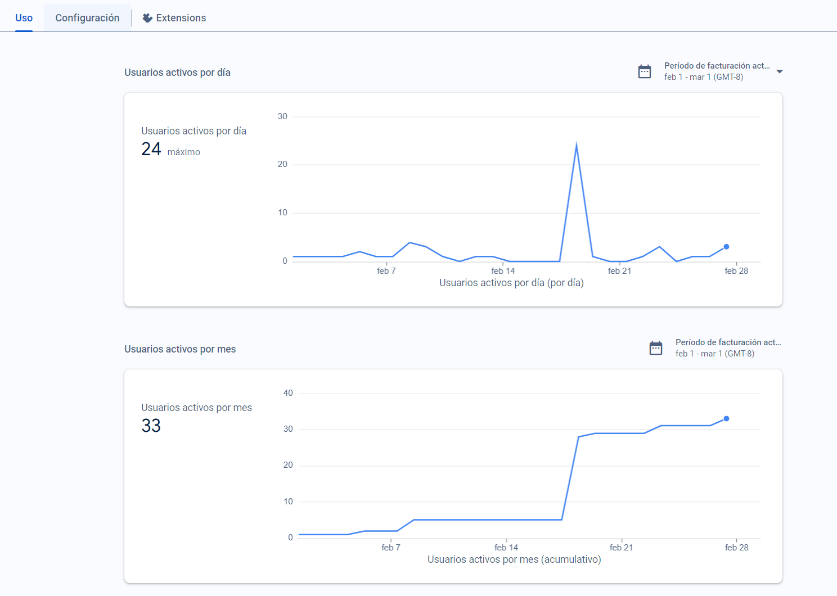 Uso
Configuración
Extensions
Usuarios activos por día
Período de facturación act...
feb 1 - mar 1 (GMT-8)
Usuarios activos por día
24 máximo
30
20
10
0
feb 7
feb 14
feb 21
feb 28
Usuarios activos por día (por día)
Usuarios activos por mes
Período de facturación act...
feb 1 - mar 1 (GMT-8)
Usuarios activos por mes
33
40
30
20
10
0
feb 7
feb 14
feb 21
feb 28
Usuarios activos por mes (acumulativo)